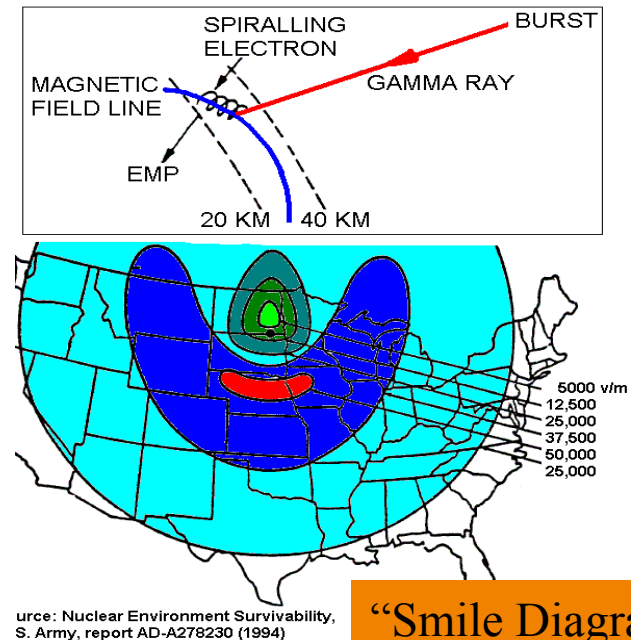 SPIRALLING
ELECTRON
BURST
MAGNETIC
FIELD LINE
GAMMA RAY
EMP
20 KM
40 KM
5000 v/m
12,500
25,000
37,500
50,000
25,000
urce: Nuclear Environment Survivability,
S. Army, report AD-A278230 (1994)
“Smile Diagra